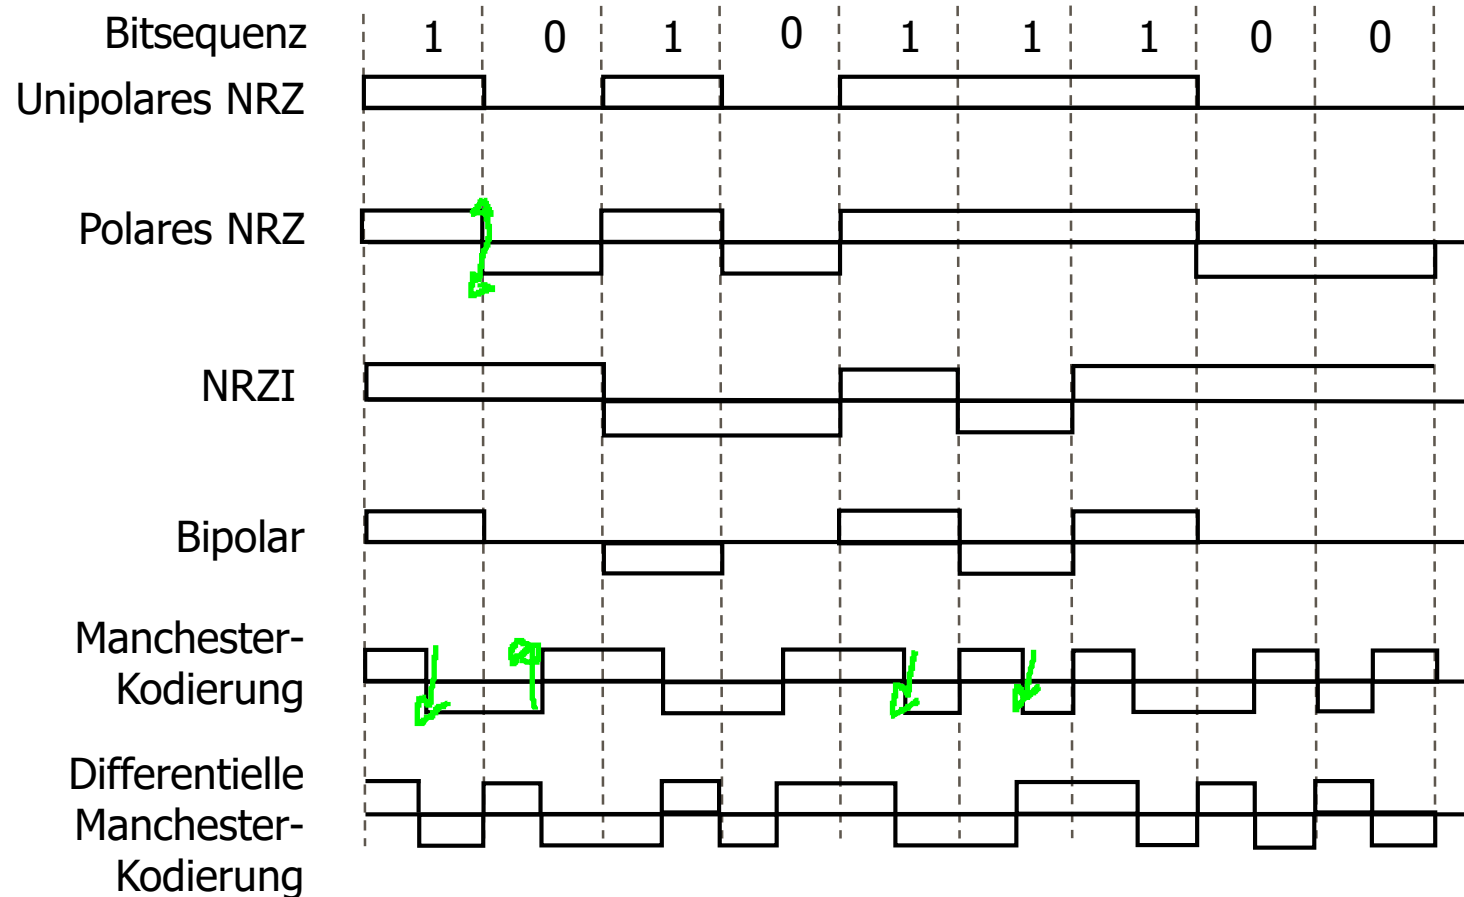 Bitsequenz 1 0 1 0 1 1 1 0 0
Unipolares NRZ
Polares NRZ
NRZI
Bipolar
Manchester-
Kodierung
Differentielle
Manchester-
Kodierung